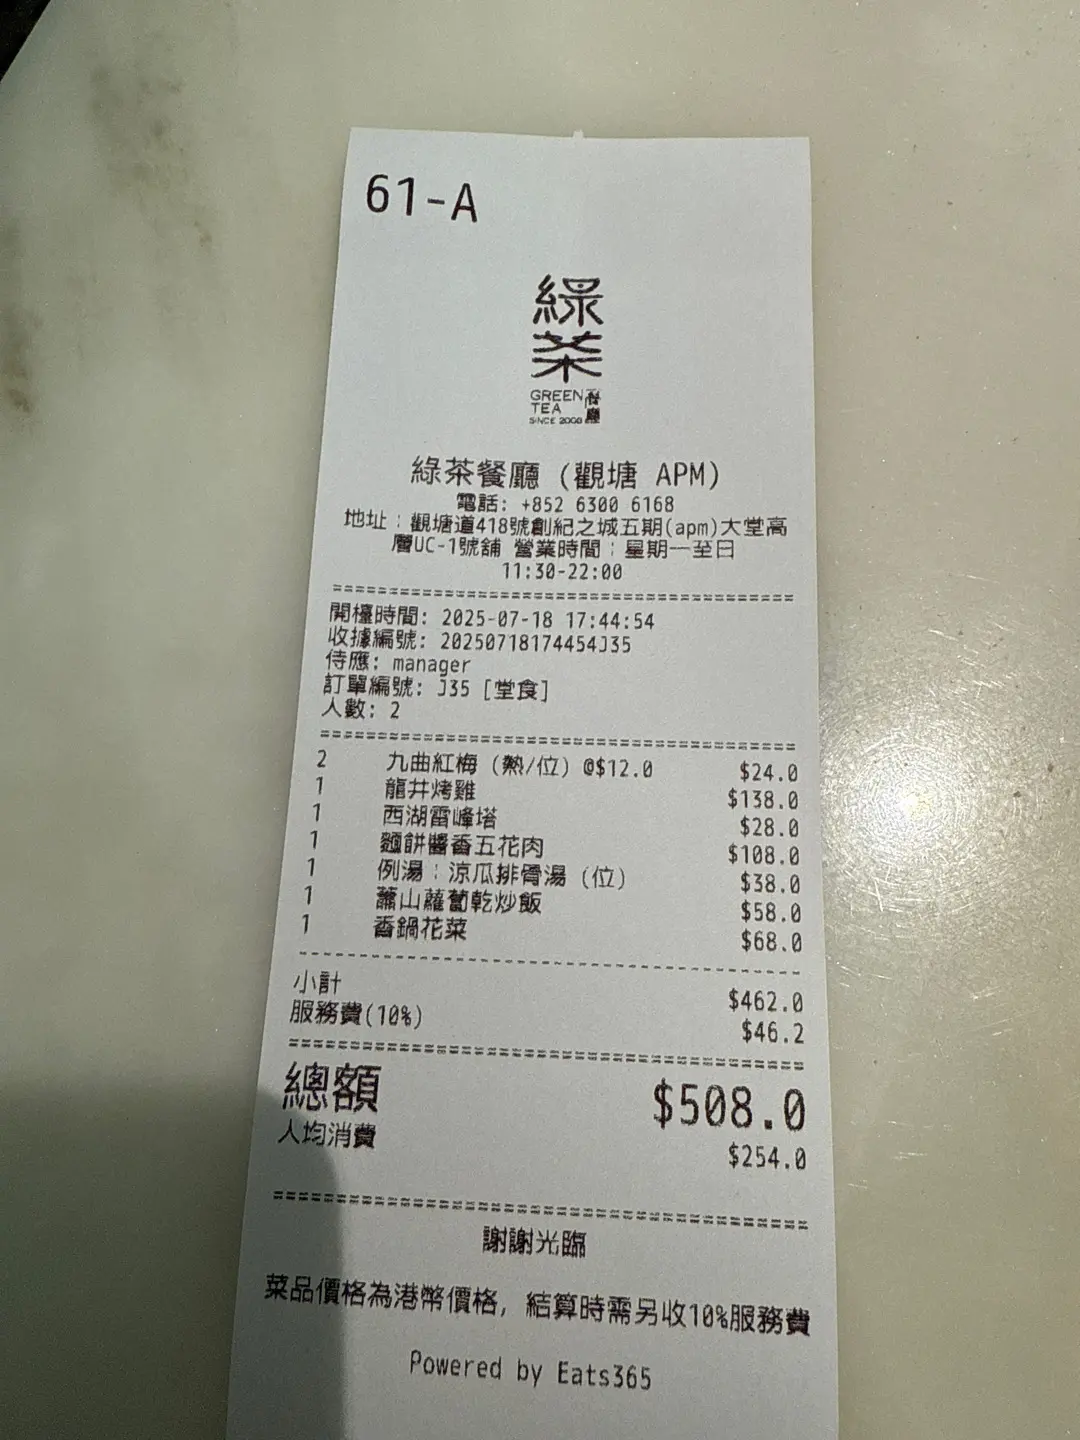 61-A
綠
茶
GREEN 餐廳
TEA
SINCE 2008
綠茶餐廳 (觀塘 APM)
電話: +852 6300 6168
地址：觀塘道418號創紀之城五期(apm)大堂高
層UC-1號舖 營業時間：星期一至日
11:30-22:00
開檯時間: 2025-07-18 17:44:54
收據編號: 20250718174454J35
侍應: manager
訂單編號: J35 [堂食]
人數: 2
2 九曲紅梅 (熱/位) @$12.0 $24.0
1 龍井烤雞 $138.0
1 西湖雷峰塔 $28.0
1 麵餅醬香五花肉 $108.0
1 例湯：涼瓜排骨湯 (位) $38.0
1 蕭山蘿蔔乾炒飯 $58.0
1 香鍋花菜 $68.0
小計 $462.0
服務費(10%) $46.2
總額 $508.0
人均消費 $254.0
謝謝光臨
菜品價格為港幣價格, 結算時需另收10%服務費
Powered by Eats365